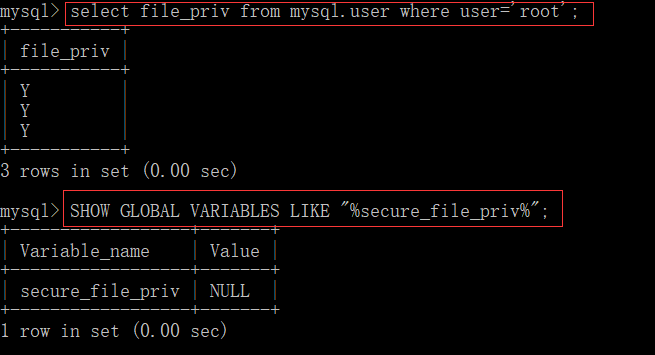 mysql> select file_priv from mysql.user where user='root';
+-----------+
| file_priv |
+-----------+
| Y         |
| Y         |
| Y         |
+-----------+
3 rows in set (0.00 sec)
mysql> SHOW GLOBAL VARIABLES LIKE "%secure_file_priv%";
+------------------+-------+
| Variable_name    | Value |
+------------------+-------+
| secure_file_priv | NULL  |
+------------------+-------+
1 row in set (0.00 sec)